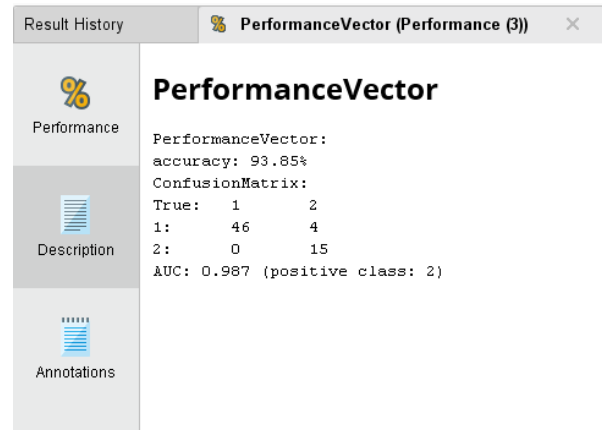 Result History
% PerformanceVector (Performance (3))
%
Performance
Description
Annotations
PerformanceVector
PerformanceVector:
accuracy: 93.85%
ConfusionMatrix:
True: 1 2
1: 46 4
2: 0 15
AUC: 0.987 (positive class: 2)